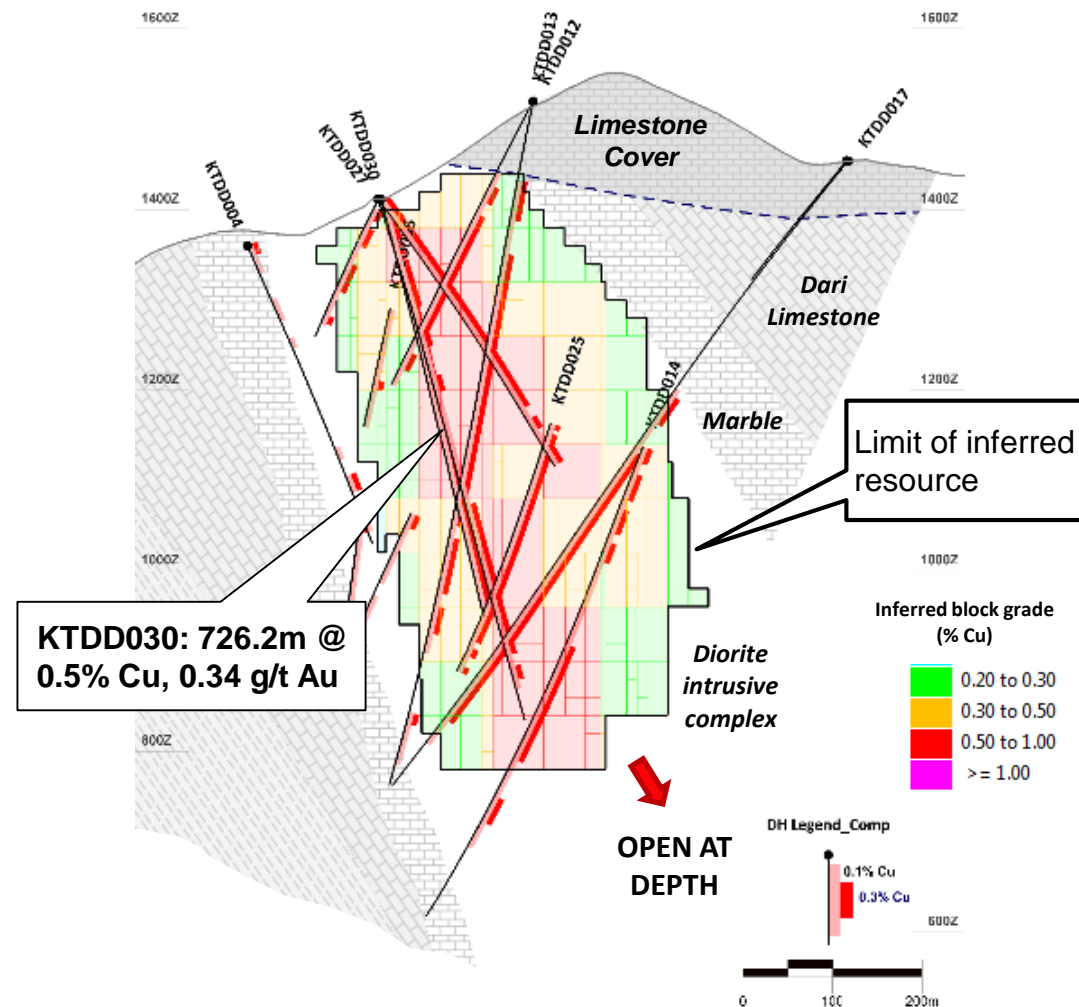 1600Z
1600Z
KTDD013
KTDD012
Limestone
Cover
KTDD017
KTDD030
KTDD027
1400Z
1400Z
KTDD004
Dari
Limestone
1200Z
1200Z
KTDD025
KTDD014
Marble
Limit of inferred
resource
1000Z
1000Z
KTDD030: 726.2m @
0.5% Cu, 0.34 g/t Au
Inferred block grade
(% Cu)
Diorite
intrusive
complex
0.20 to 0.30
0.30 to 0.50
0.50 to 1.00
>= 1.00
800Z
OPEN AT
DEPTH
DH Legend_Comp
0.1% Cu
0.3% Cu
600Z
0 100 200m